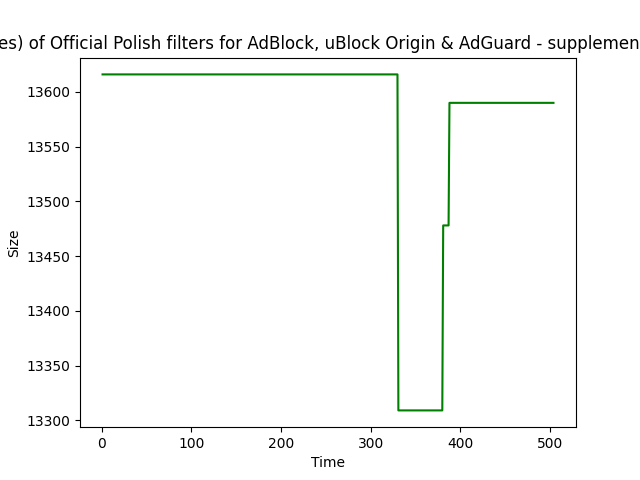 es) of Official Polish filters for AdBlock, uBlock Origin & AdGuard - supplemen
13600
13550
13500
13450
13400
13350
13300
Size
0 100 200 300 400 500
Time